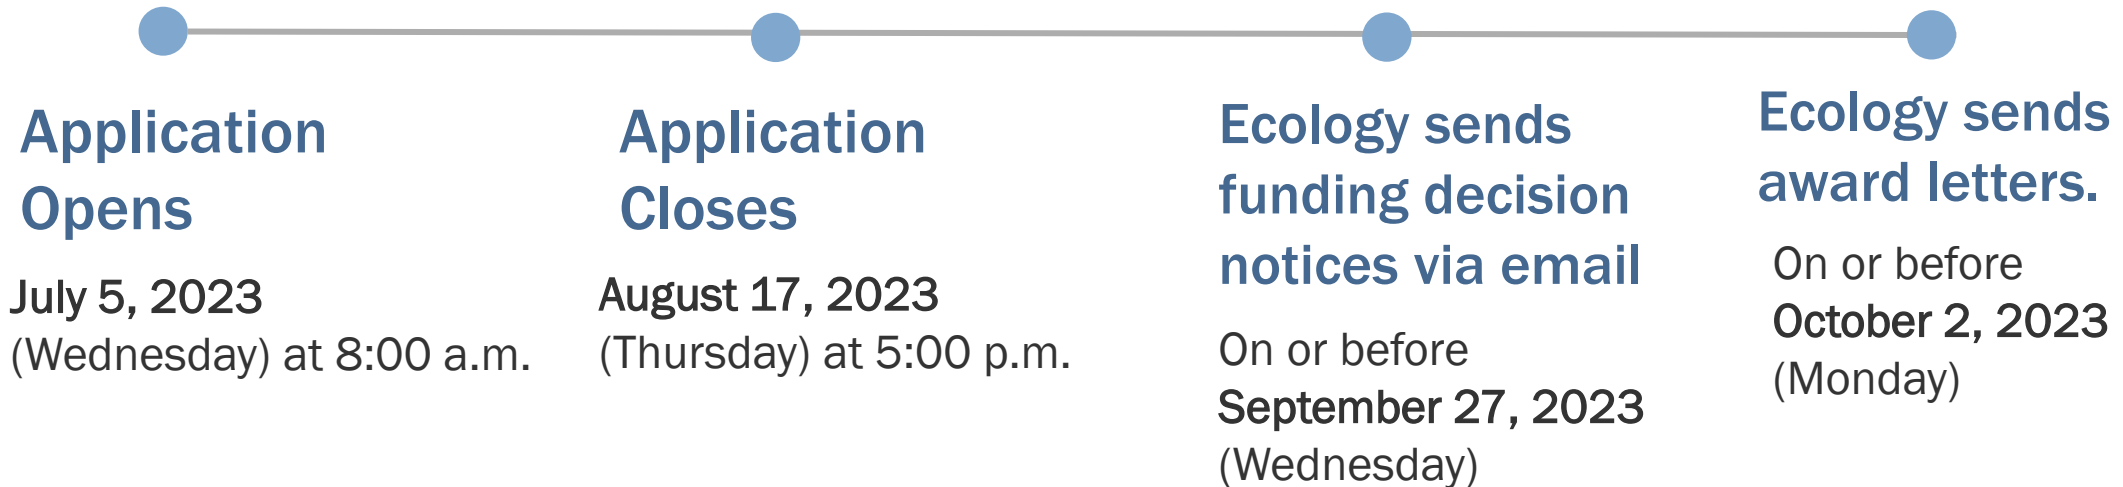 Application
Opens
July 5, 2023
(Wednesday) at 8:00 a.m.
Application
Closes
August 17, 2023
(Thursday) at 5:00 p.m.
Ecology sends
funding decision
notices via email
On or before
September 27, 2023
(Wednesday)
Ecology sends
award letters.
On or before
October 2, 2023
(Monday)